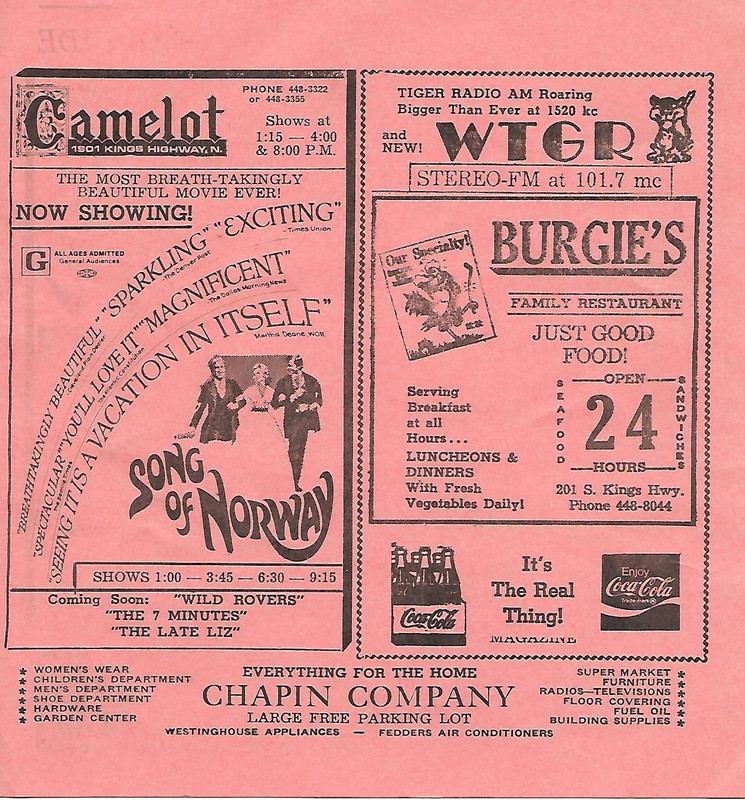 Camelot
1901 KINGS HIGHWAY, N.
PHONE 448-3322
or 448-3355
Shows at
1:15 — 4:00
& 8:00 P.M.
THE MOST BREATH-TAKINGLY
BEAUTIFUL MOVIE EVER!
NOW SHOWING!
G ALL AGES ADMITTED
General Audiences
"BREATHTAKINGLY BEAUTIFUL"
"SPARKLING"
-The Denver Post
"EXCITING"
-Times Union
"SPECTACULAR"
"YOU'LL LOVE IT"
-The Atlantic Constitution
"MAGNIFICENT"
-The Dallas Morning News
"SEEING IT IS A VACATION IN ITSELF"
Martha Deane, WOR
SONG
OF NORWAY
SHOWS 1:00 — 3:45 — 6:30 — 9:15
Coming Soon: "WILD ROVERS"
"THE 7 MINUTES"
"THE LATE LIZ"
TIGER RADIO AM Roaring
Bigger Than Ever at 1520 kc
and
NEW!
WTGR
STEREO-FM at 101.7 mc
Our Specialty!
BURGIE'S
FAMILY RESTAURANT
JUST GOOD
FOOD!
Serving
Breakfast
at all
Hours...
LUNCHEONS &
DINNERS
With Fresh
Vegetables Daily!
SEAFOOD
OPEN
24
HOURS
SANDWICHES
201 S. Kings Hwy.
Phone 448-8044
Coca-Cola
It's
The Real
Thing!
MAGAZINE
Enjoy
Coca-Cola
Trade-mark ®
* WOMEN'S WEAR
* CHILDREN'S DEPARTMENT
* MEN'S DEPARTMENT
* SHOE DEPARTMENT
* HARDWARE
* GARDEN CENTER
EVERYTHING FOR THE HOME
CHAPIN COMPANY
LARGE FREE PARKING LOT
WESTINGHOUSE APPLIANCES — FEDDERS AIR CONDITIONERS
SUPER MARKET *
FURNITURE *
RADIOS—TELEVISIONS *
FLOOR COVERING *
FUEL OIL *
BUILDING SUPPLIES *